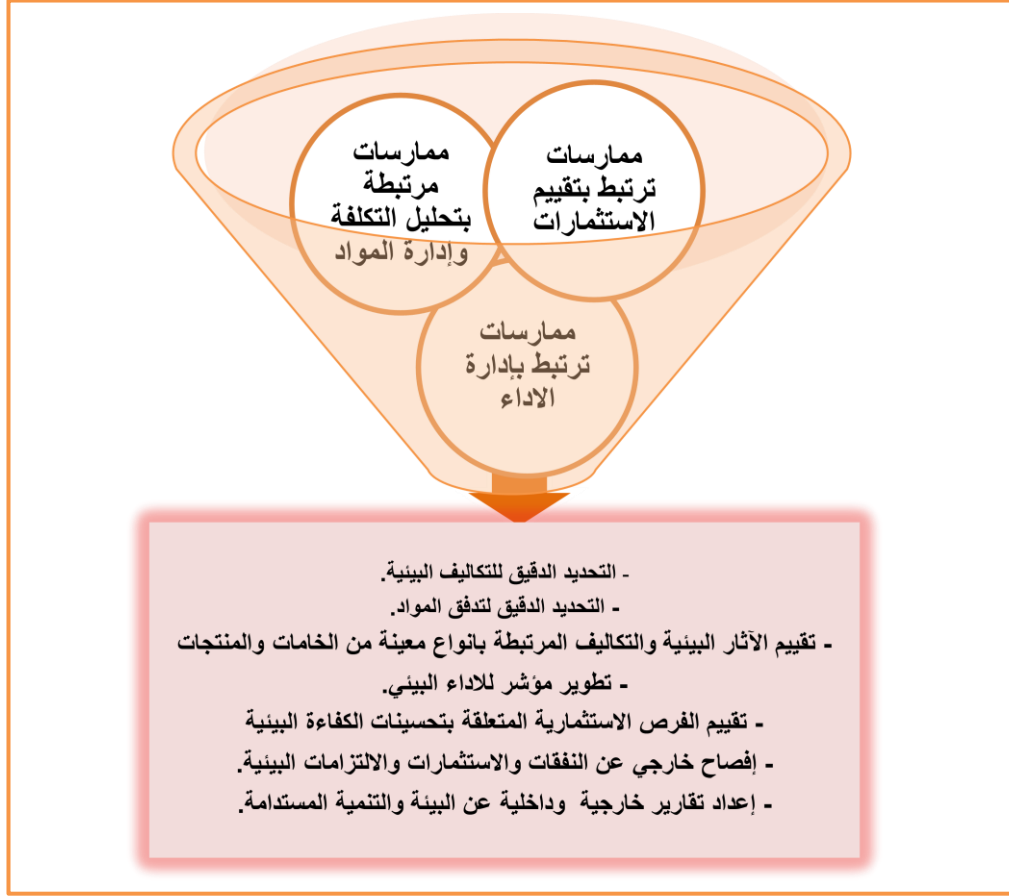 ممارسات
ترتبط بتقييم
الاستثمارات
ممارسات
مرتبطة
بتحليل التكلفة
وإدارة المواد
ممارسات
ترتبط بإدارة
الاداء
- التحديد الدقيق للتكاليف البيئية.
- التحديد الدقيق لتدفق المواد.
- تقييم الآثار البيئية والتكاليف المرتبطة بانواع معينة من الخامات والمنتجات
- تطوير مؤشر للاداء البيئي.
- تقييم الفرص الاستثمارية المتعلقة بتحسينات الكفاءة البيئية
- إفصاح خارجي عن النفقات والاستثمارات والالتزامات البيئية.
- إعداد تقارير خارجية وداخلية عن البيئة والتنمية المستدامة.